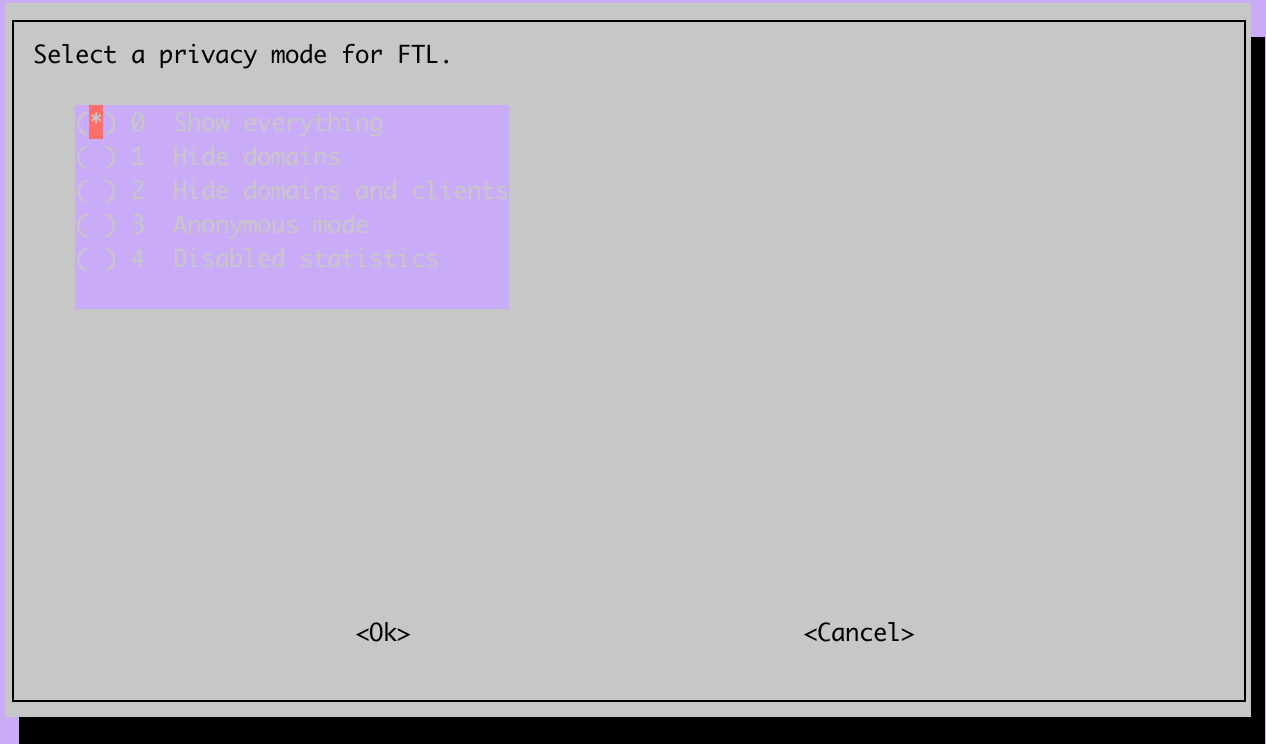 Select a privacy mode for FTL.
(*) 0  Show everything
( ) 1  Hide domains
( ) 2  Hide domains and clients
( ) 3  Anonymous mode
( ) 4  Disabled statistics
<Ok> <Cancel>